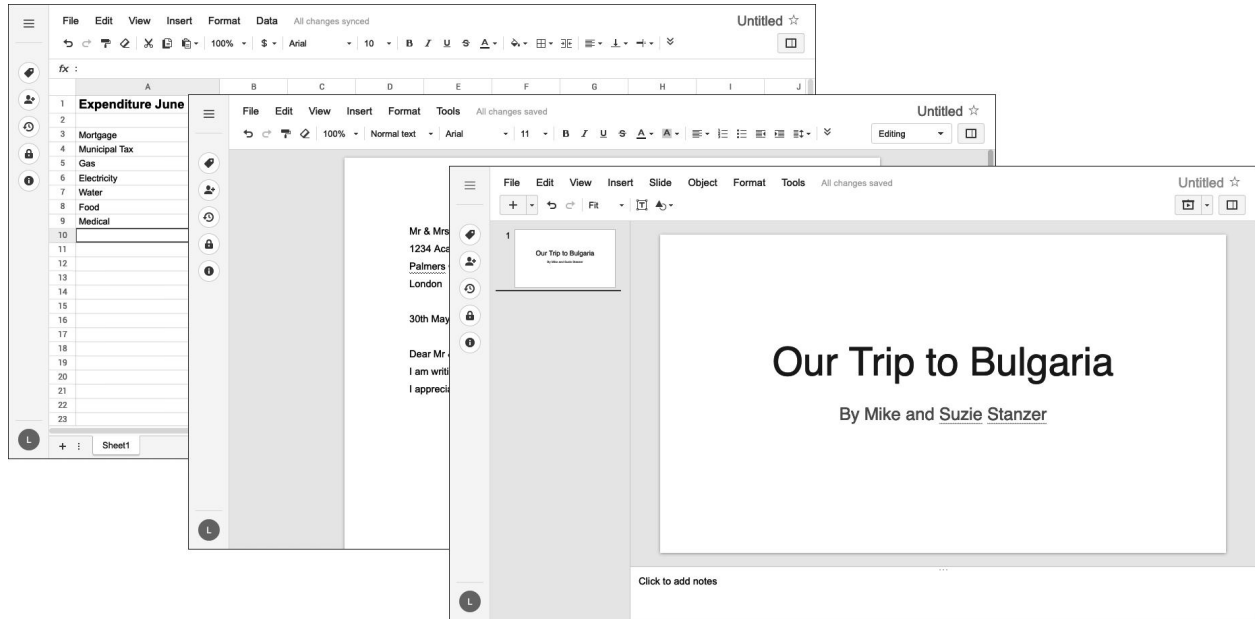 File Edit View Insert Format Data All changes synced Untitled
100% $ Arial 10 B I U S A
fx :
A B C D E F G H I J
1 Expenditure June
2
3 Mortgage
4 Municipal Tax
5 Gas
6 Electricity
7 Water
8 Food
9 Medical
10
11
12
13
14
15
16
17
18
19
20
21
22
23
L + Sheet1
File Edit View Insert Format Tools All changes saved Untitled
100% Normal text Arial 11 B I U S A A Editing
Mr & Mrs
1234 Aca
Palmers
London
30th May
Dear Mr
I am writi
I apprecia
L
File Edit View Insert Slide Object Format Tools All changes saved Untitled
+ Fit T
1
Our Trip to Bulgaria
By Mike and Suzie Stanzer
Our Trip to Bulgaria
By Mike and Suzie Stanzer
Click to add notes
L